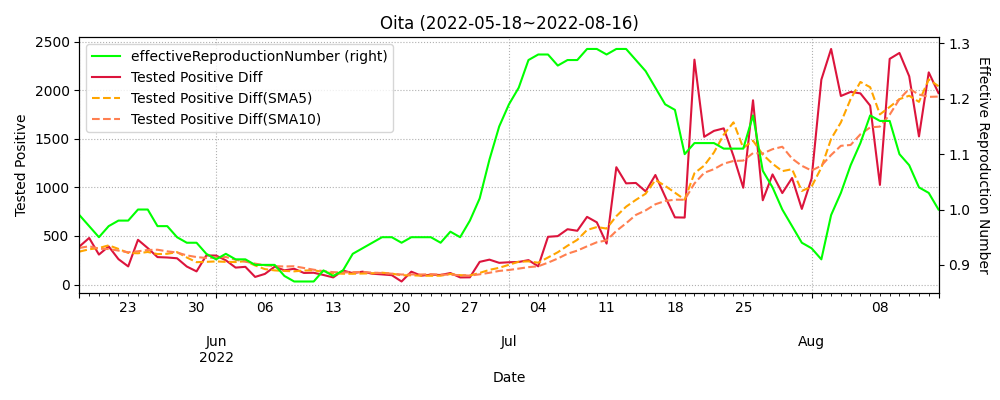 Oita (2022-05-18~2022-08-16)
effectiveReproductionNumber (right)
Tested Positive Diff
Tested Positive Diff(SMA5)
Tested Positive Diff(SMA10)
Tested Positive
2500
2000
1500
1000
500
0
1.3
1.2
1.1
1.0
0.9
Effective Reproduction Number
23 30 06 13 20 27 04 11 18 25 08
Jun Jul Aug
2022
Date